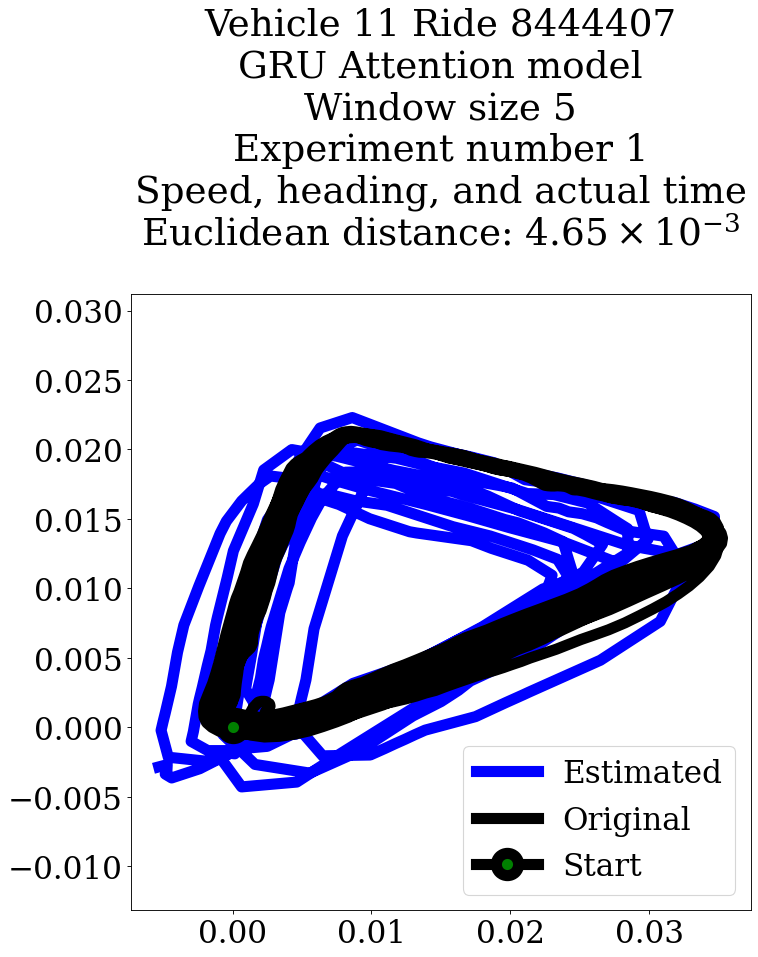 Vehicle 11 Ride 8444407
GRU Attention model
Window size 5
Experiment number 1
Speed, heading, and actual time
Euclidean distance: 4.65 × 10⁻³
0.030
0.025
0.020
0.015
0.010
0.005
0.000
−0.005
−0.010
Estimated
Original
Start
0.00 0.01 0.02 0.03